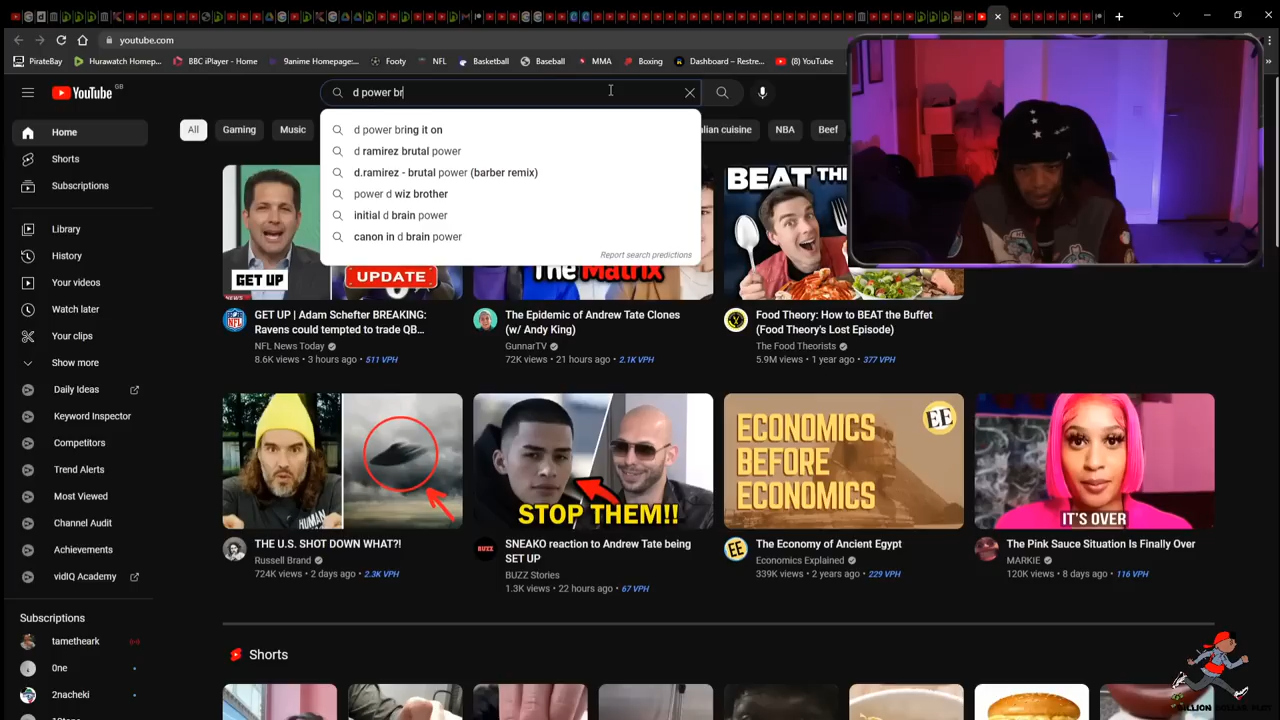 youtube.com
PirateBay
Hurawatch Homep...
BBC iPlayer - Home
9anime Homepage:...
Footy
NFL
Basketball
Baseball
MMA
Boxing
Dashboard – Restre...
(8) YouTube
»
YouTube
GB
d power br
d power bring it on
d ramirez brutal power
d.ramirez - brutal power (barber remix)
power d wiz brother
initial d brain power
canon in d brain power
Report search predictions
Home
Shorts
Subscriptions
Library
History
Your videos
Watch later
Your clips
Show more
Daily Ideas
Keyword Inspector
Competitors
Trend Alerts
Most Viewed
Channel Audit
Achievements
vidIQ Academy
Subscriptions
tametheark
0ne
2nacheki
All
Gaming
Music
alian cuisine
NBA
Beef
GET UP
UPDATE
The Matrix
BEAT THE
GET UP | Adam Schefter BREAKING:
Ravens could tempted to trade QB...
NFL News Today
8.6K views • 3 hours ago • 511 VPH
The Epidemic of Andrew Tate Clones
(w/ Andy King)
GunnarTV
72K views • 21 hours ago • 2.1K VPH
Food Theory: How to BEAT the Buffet
(Food Theory's Lost Episode)
The Food Theorists
5.9M views • 1 year ago • 377 VPH
HUMAN
STOP THEM!!
ECONOMICS
BEFORE
ECONOMICS
EE
IT'S OVER
THE U.S. SHOT DOWN WHAT?!
Russell Brand
724K views • 2 days ago • 2.3K VPH
BUZZ
SNEAKO reaction to Andrew Tate being
SET UP
BUZZ Stories
1.3K views • 22 hours ago • 67 VPH
EE
The Economy of Ancient Egypt
Economics Explained
339K views • 2 years ago • 229 VPH
The Pink Sauce Situation Is Finally Over
MARKIE
120K views • 8 days ago • 116 VPH
Shorts